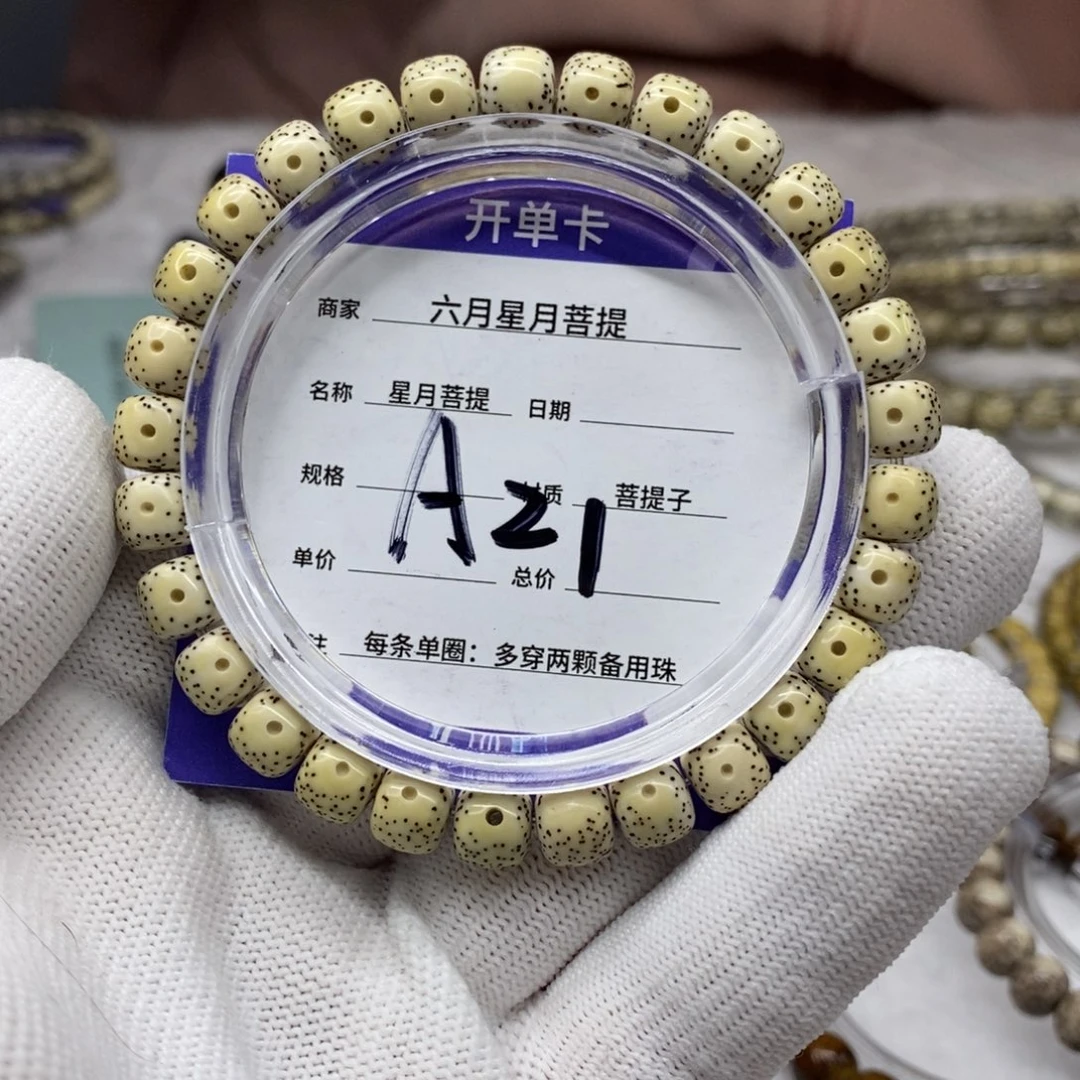 开单卡
商家 六月星月菩提
名称 星月菩提 日期
规格 材质 菩提子
A21
单价 总价
注 每条单圈：多穿两颗备用珠